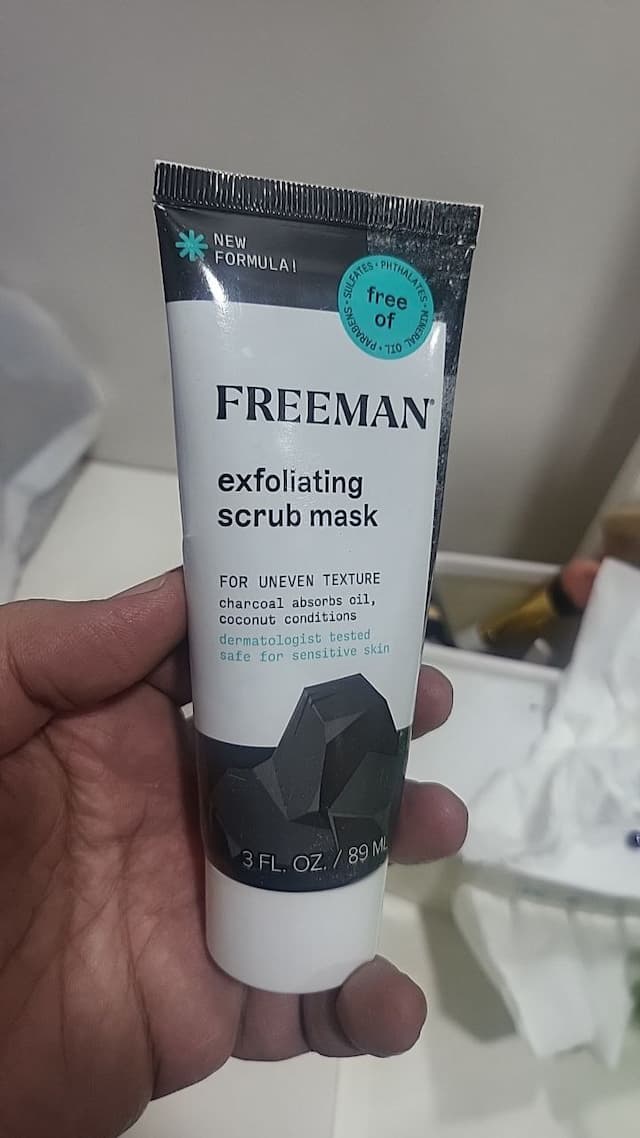 NEW
FORMULA!
SULFATES • PHTHALATES • MINERAL OIL • PARABENS •
free
of
FREEMAN®
exfoliating
scrub mask
FOR UNEVEN TEXTURE
charcoal absorbs oil,
coconut conditions
dermatologist tested
safe for sensitive skin
3 FL. OZ. / 89 ML